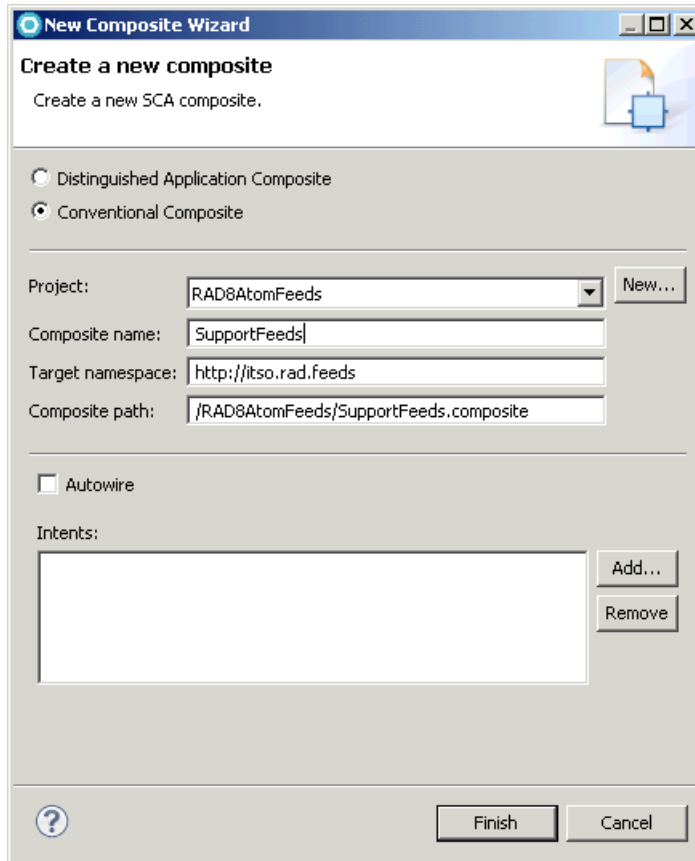 New Composite Wizard
Create a new composite
Create a new SCA composite.
Distinguished Application Composite
Conventional Composite
Project: RAD8AtomFeeds New...
Composite name: SupportFeeds
Target namespace: http://itso.rad.feeds
Composite path: /RAD8AtomFeeds/SupportFeeds.composite
Autowire
Intents:
Add...
Remove
? Finish Cancel